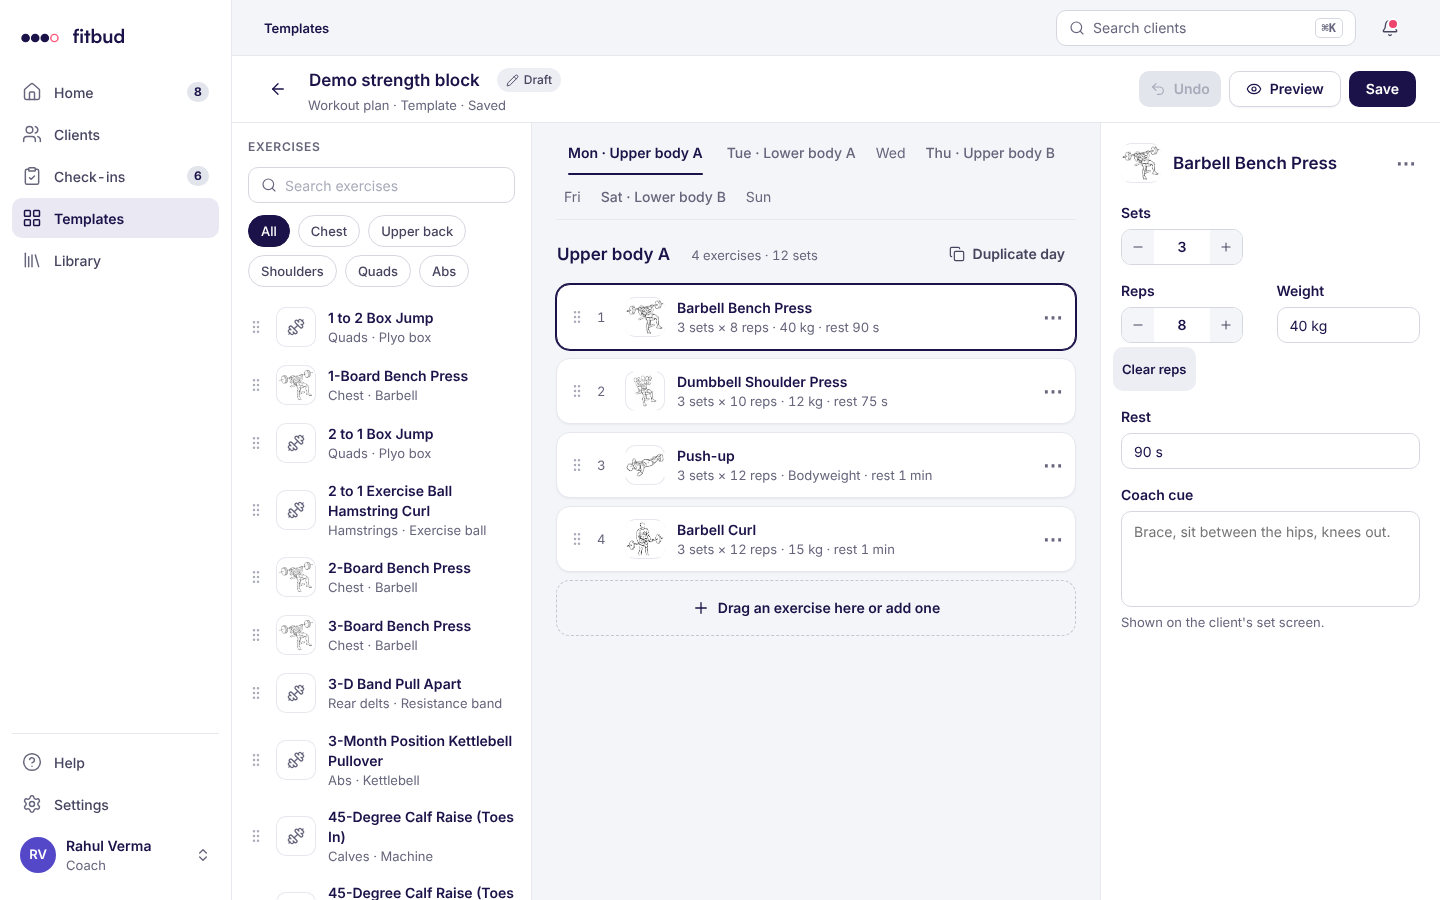 fitbud
Home 8
Clients
Check-ins 6
Templates
Library
Help
Settings
RV Rahul Verma
Coach
Templates
Search clients ⌘K
Demo strength block Draft
Workout plan · Template · Saved
Undo Preview Save
EXERCISES
Search exercises
All Chest Upper back
Shoulders Quads Abs
1 to 2 Box Jump
Quads · Plyo box
1-Board Bench Press
Chest · Barbell
2 to 1 Box Jump
Quads · Plyo box
2 to 1 Exercise Ball
Hamstring Curl
Hamstrings · Exercise ball
2-Board Bench Press
Chest · Barbell
3-Board Bench Press
Chest · Barbell
3-D Band Pull Apart
Rear delts · Resistance band
3-Month Position Kettlebell
Pullover
Abs · Kettlebell
45-Degree Calf Raise (Toes
In)
Calves · Machine
45-Degree Calf Raise (Toes
Mon · Upper body A Tue · Lower body A Wed Thu · Upper body B
Fri Sat · Lower body B Sun
Upper body A 4 exercises · 12 sets Duplicate day
1 Barbell Bench Press
3 sets × 8 reps · 40 kg · rest 90 s
2 Dumbbell Shoulder Press
3 sets × 10 reps · 12 kg · rest 75 s
3 Push-up
3 sets × 12 reps · Bodyweight · rest 1 min
4 Barbell Curl
3 sets × 12 reps · 15 kg · rest 1 min
Drag an exercise here or add one
Barbell Bench Press
Sets
3
Reps Weight
8 40 kg
Clear reps
Rest
90 s
Coach cue
Brace, sit between the hips, knees out.
Shown on the client's set screen.